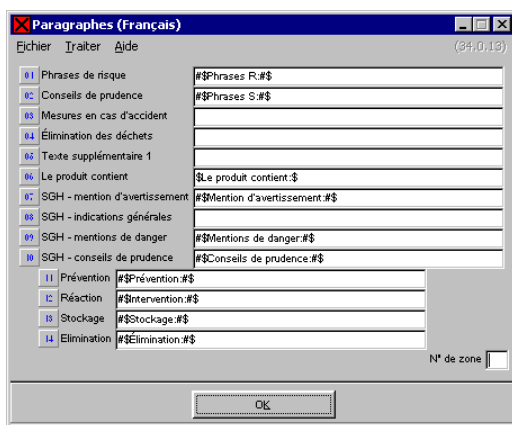 Paragraphes (Français)
Fichier Traiter Aide (34.0.13)
01 Phrases de risque #$Phrases R:#$
02 Conseils de prudence #$Phrases S:#$
03 Mesures en cas d'accident
04 Élimination des déchets
05 Texte supplémentaire 1
06 Le produit contient $Le produit contient:$
07 SGH - mention d'avertissement #$Mention d'avertissement:#$
08 SGH - indications générales
09 SGH - mentions de danger #$Mentions de danger:#$
10 SGH - conseils de prudence #$Conseils de prudence:#$
11 Prévention #$Prévention:#$
12 Réaction #$Intervention:#$
13 Stockage #$Stockage:#$
14 Elimination #$Élimination:#$
N° de zone
OK